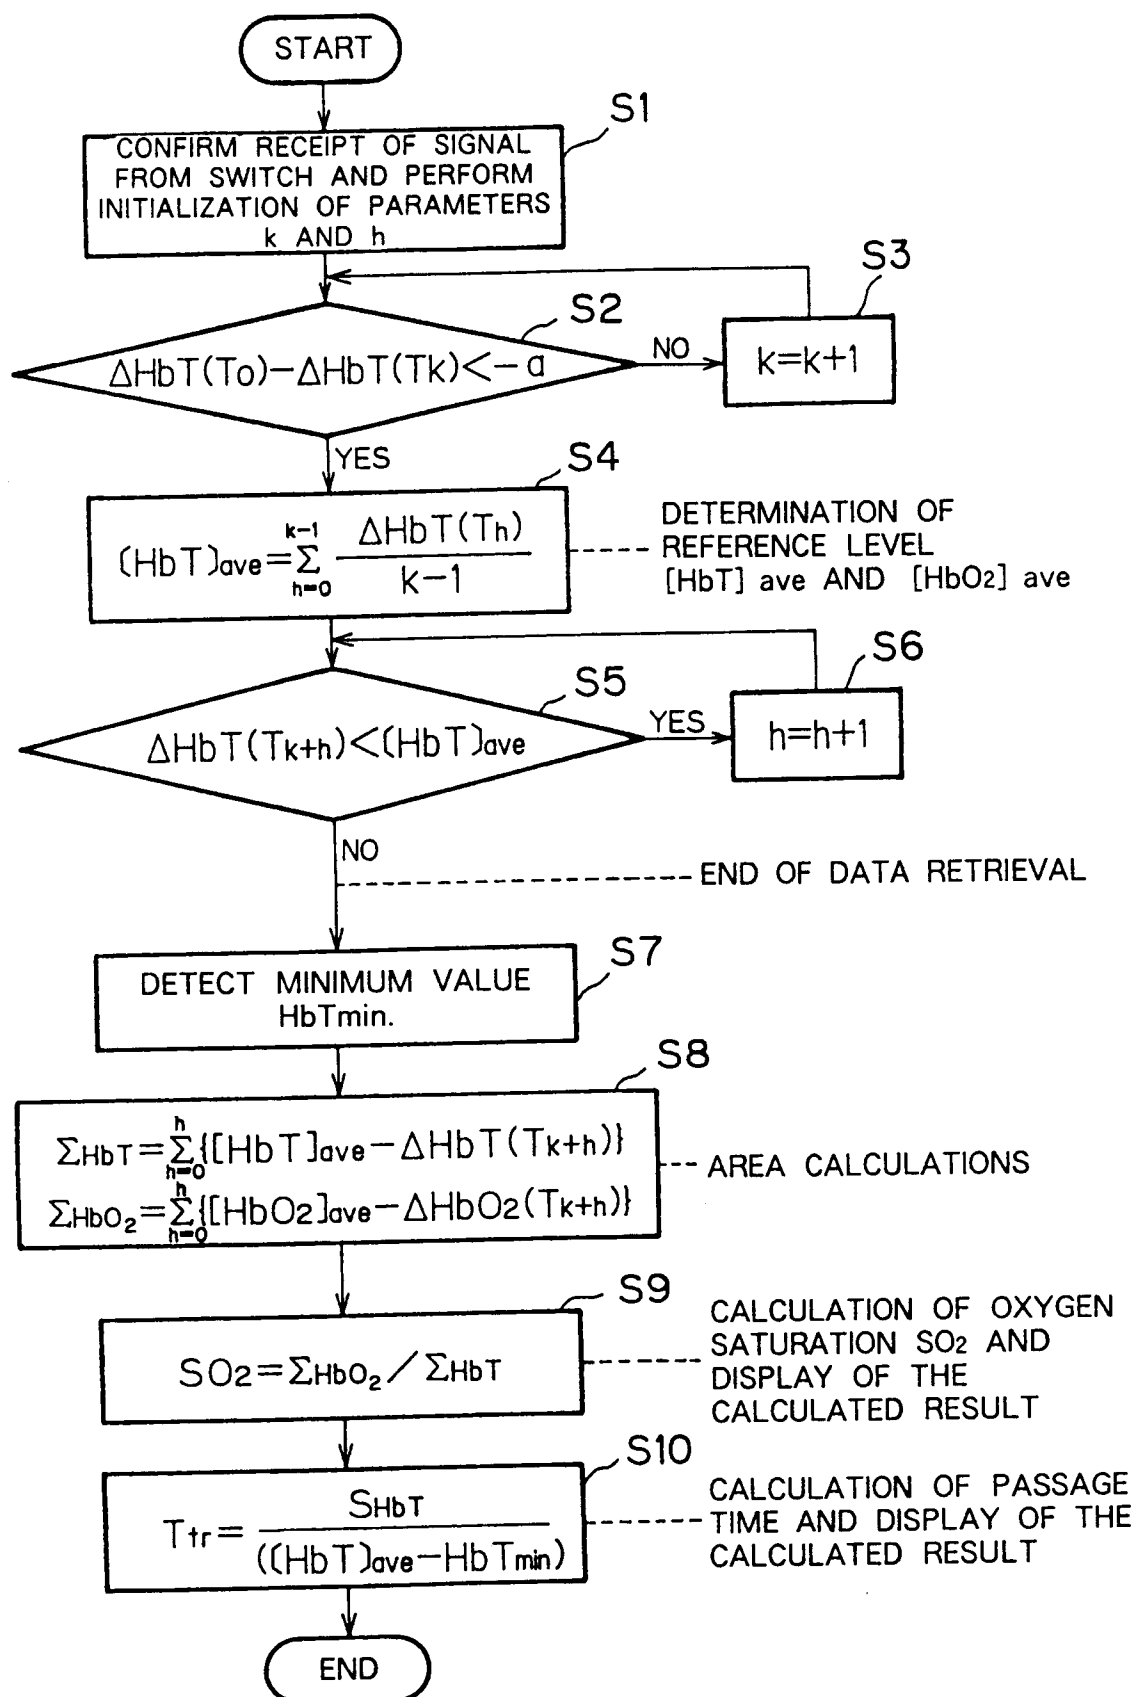 START
S1
CONFIRM RECEIPT OF SIGNAL
FROM SWITCH AND PERFORM
INITIALIZATION OF PARAMETERS
k AND h
S3
S2
ΔHbT(To)−ΔHbT(Tk)<−a
NO
k=k+1
YES
S4
(HbT)ave=Σ(h=0, k−1) ΔHbT(Th)/(k−1)
DETERMINATION OF
REFERENCE LEVEL
[HbT] ave AND [HbO2] ave
S6
S5
ΔHbT(Tk+h)<(HbT)ave
YES
h=h+1
NO
END OF DATA RETRIEVAL
S7
DETECT MINIMUM VALUE
HbTmin.
S8
ΣHbT=Σ(h=0, h){[HbT]ave−ΔHbT(Tk+h)}
ΣHbO2=Σ(h=0, h){[HbO2]ave−ΔHbO2(Tk+h)}
AREA CALCULATIONS
S9
SO2=ΣHbO2/ΣHbT
CALCULATION OF OXYGEN
SATURATION SO2 AND
DISPLAY OF THE
CALCULATED RESULT
S10
Ttr=SHbT/((HbT)ave−HbTmin)
CALCULATION OF PASSAGE
TIME AND DISPLAY OF THE
CALCULATED RESULT
END